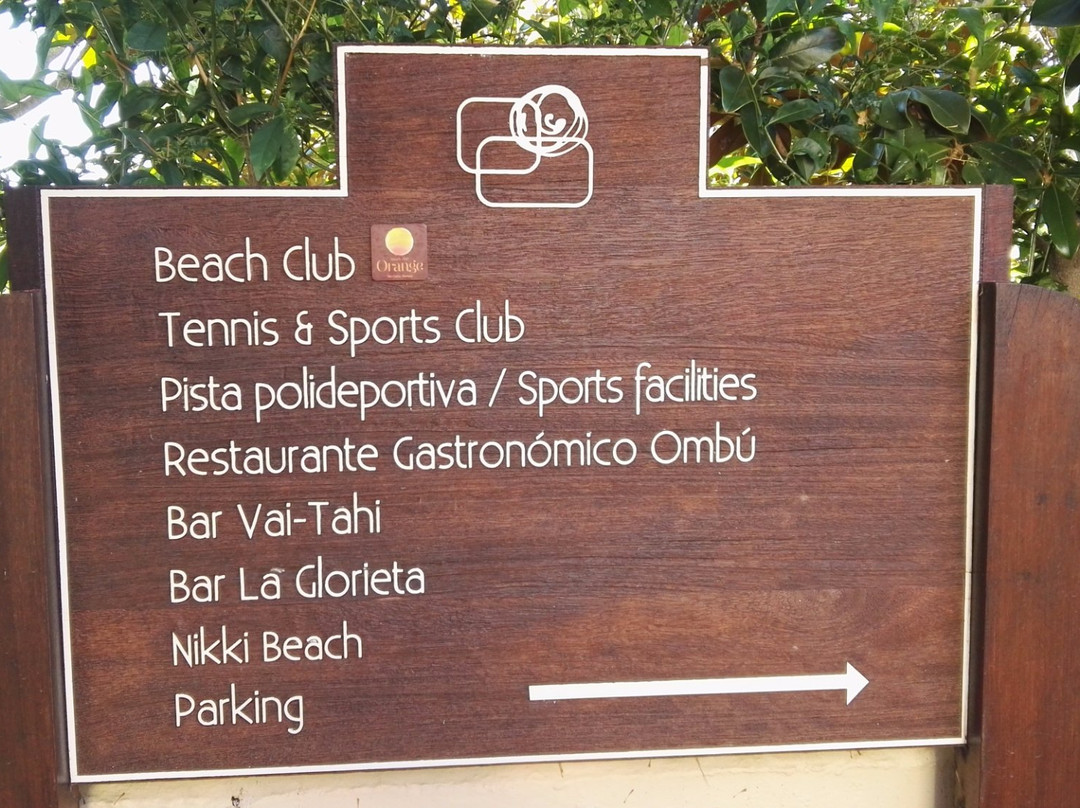 Beach Club Orange
Tennis & Sports Club
Pista polideportiva / Sports facilities
Restaurante Gastronómico Ombú
Bar Vai-Tahi
Bar La Glorieta
Nikki Beach
Parking